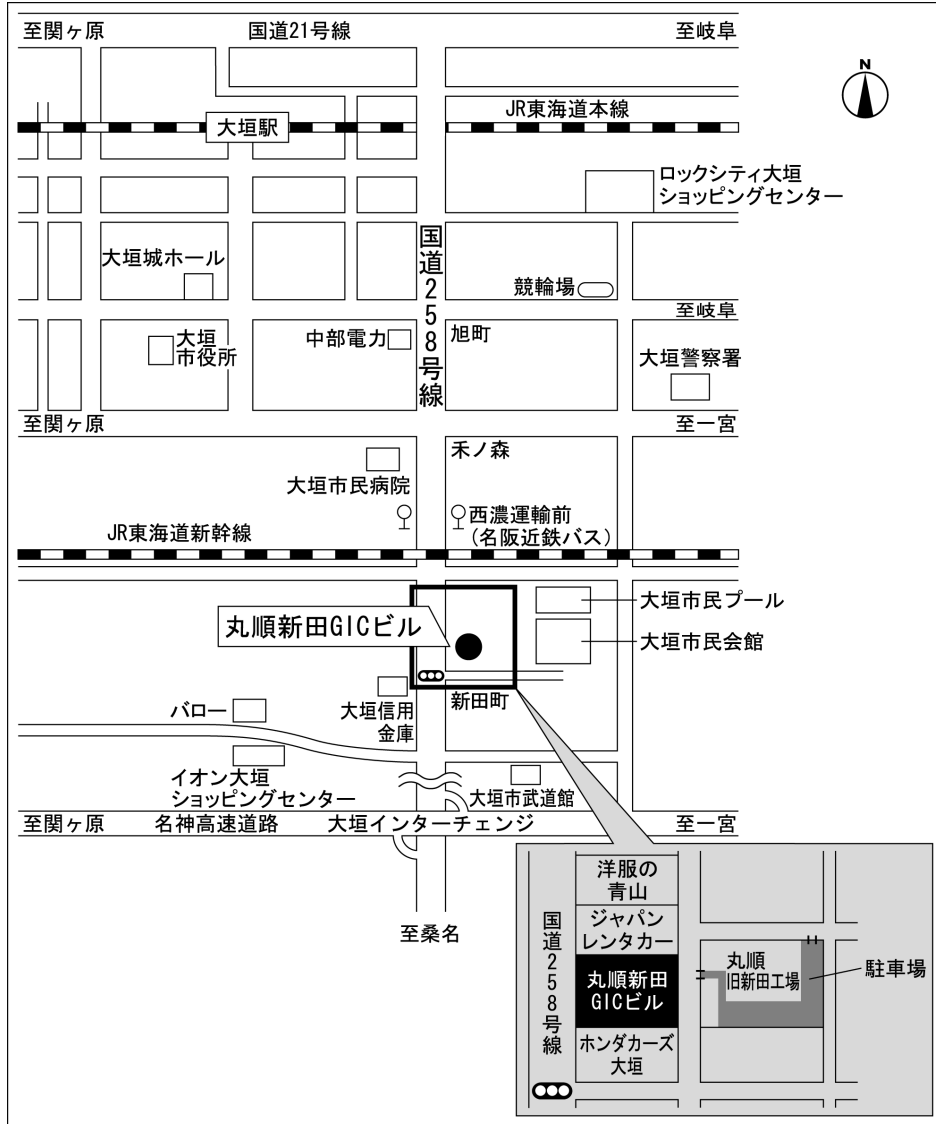 至関ヶ原
国道21号線
至岐阜
N
JR東海道本線
大垣駅
ロックシティ大垣
ショッピングセンター
大垣城ホール
国道258号線
競輪場
至岐阜
大垣
市役所
中部電力
旭町
大垣警察署
至関ヶ原
至一宮
禾ノ森
大垣市民病院
西濃運輸前
(名阪近鉄バス)
JR東海道新幹線
大垣市民プール
丸順新田GICビル
大垣市民会館
新田町
バロー
大垣信用
金庫
イオン大垣
ショッピングセンター
大垣市武道館
至関ヶ原
名神高速道路
大垣インターチェンジ
至一宮
至桑名
洋服の
青山
国道258号線
ジャパン
レンタカー
丸順新田
GICビル
丸順
旧新田工場
駐車場
ホンダカーズ
大垣